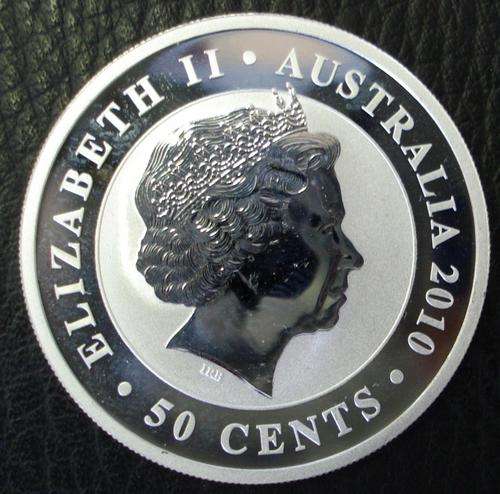 ELIZABETH II • AUSTRALIA 2010 •
50 CENTS •
IRB